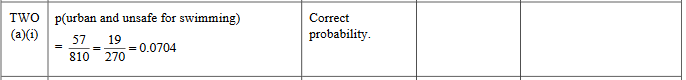 TWO (a)(i)
p(urban and unsafe for swimming)
= 57/810 = 19/270 = 0.0704
Correct probability.